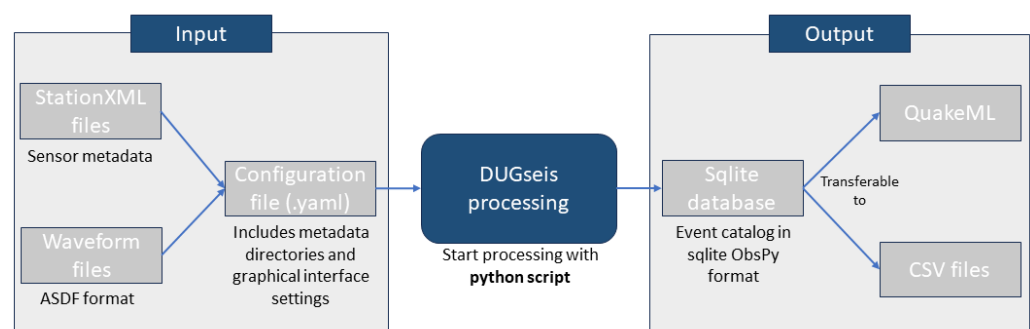 Input
StationXML
files
Sensor metadata
Waveform
files
ASDF format
Configuration
file (.yaml)
Includes metadata
directories and
graphical interface
settings
DUGseis
processing
Start processing with
python script
Output
Sqlite
database
Event catalog in
sqlite ObsPy
format
Transferable
to
QuakeML
CSV files